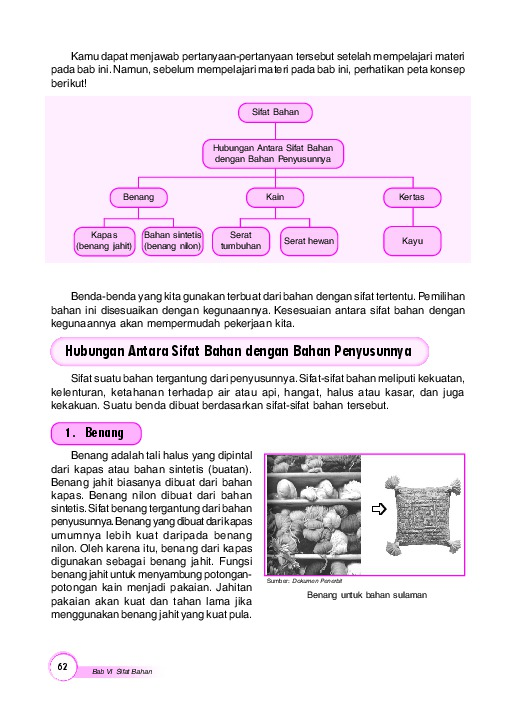 Kamu dapat menjawab pertanyaan-pertanyaan tersebut setelah mempelajari materi
pada bab ini. Namun, sebelum mempelajari materi pada bab ini, perhatikan peta konsep
berikut!
Sifat Bahan
Hubungan Antara Sifat Bahan
dengan Bahan Penyusunnya
Benang
Kain
Kertas
Kapas
(benang jahit)
Bahan sintetis
(benang nilon)
Serat
tumbuhan
Serat hewan
Kayu
Benda-benda yang kita gunakan terbuat dari bahan dengan sifat tertentu. Pemilihan
bahan ini disesuaikan dengan kegunaannya. Kesesuaian antara sifat bahan dengan
kegunaannya akan mempermudah pekerjaan kita.
Hubungan Antara Sifat Bahan dengan Bahan Penyusunnya
Sifat suatu bahan tergantung dari penyusunnya. Sifat-sifat bahan meliputi kekuatan,
kelenturan, ketahanan terhadap air atau api, hangat, halus atau kasar, dan juga
kekakuan. Suatu benda dibuat berdasarkan sifat-sifat bahan tersebut.
1. Benang
Benang adalah tali halus yang dipintal
dari kapas atau bahan sintetis (buatan).
Benang jahit biasanya dibuat dari bahan
kapas. Benang nilon dibuat dari bahan
sintetis. Sifat benang tergantung dari bahan
penyusunnya. Benang yang dibuat dari kapas
umumnya lebih kuat daripada benang
nilon. Oleh karena itu, benang dari kapas
digunakan sebagai benang jahit. Fungsi
benang jahit untuk menyambung potongan-
potongan kain menjadi pakaian. Jahitan
pakaian akan kuat dan tahan lama jika
menggunakan benang jahit yang kuat pula.
Sumber: Dokumen Penerbit
Benang untuk bahan sulaman
62
Bab VI Sifat Bahan